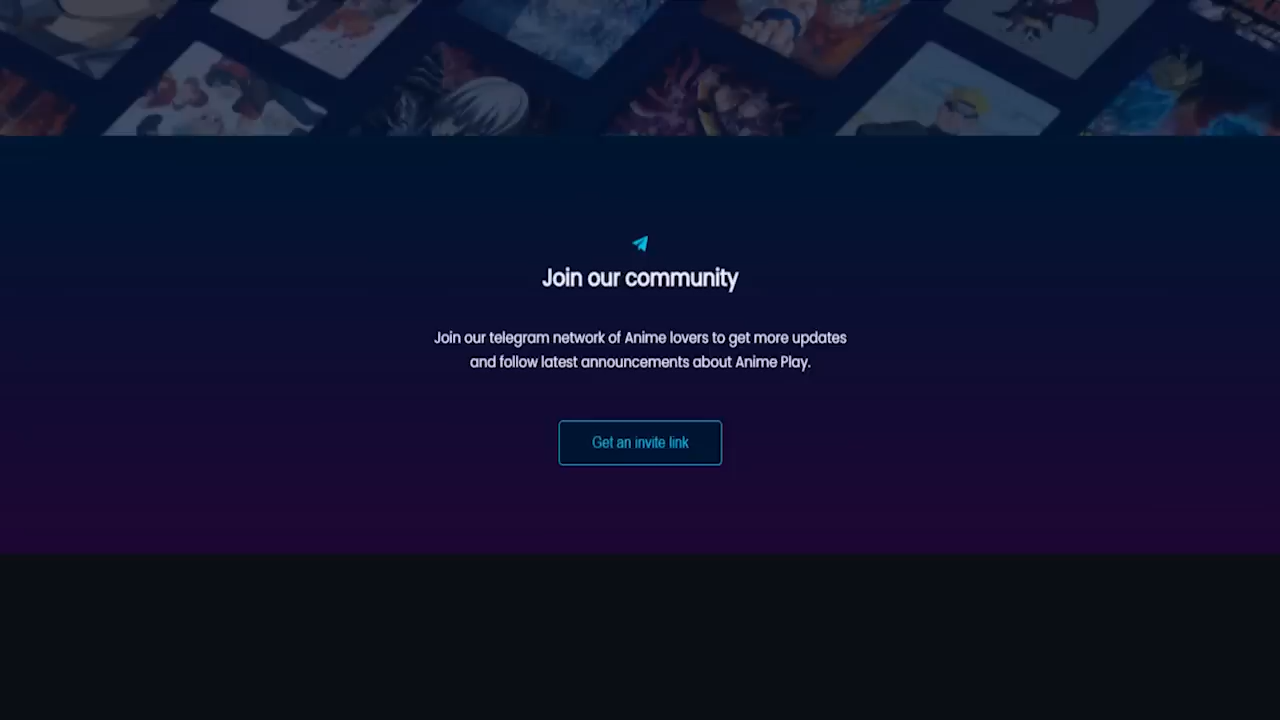 Join our community
Join our telegram network of Anime lovers to get more updates
and follow latest announcements about Anime Play.
Get an invite link